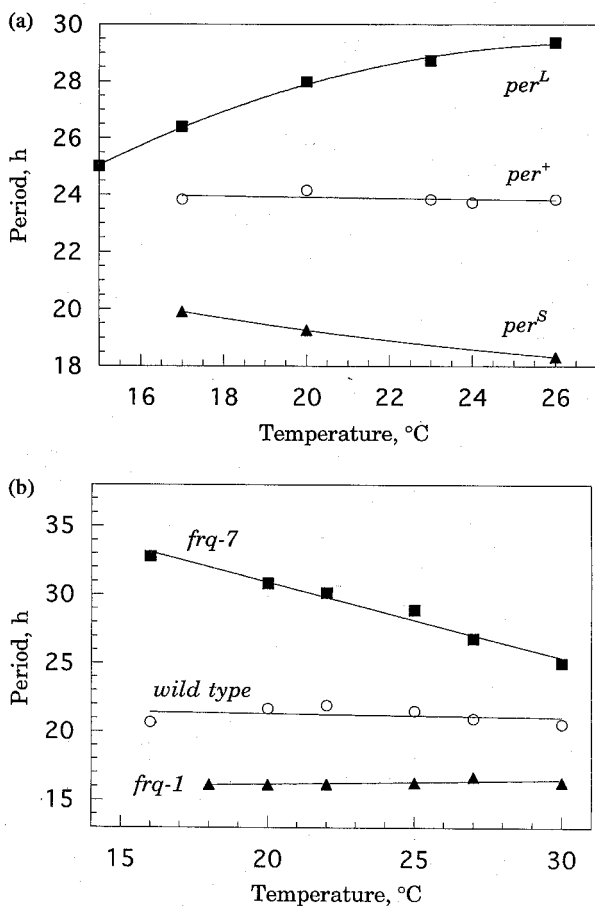 (a)
30
28
26
24
22
20
18
Period, h
per^L
per^+
per^S
16 18 20 22 24 26
Temperature, °C
(b)
35
30
25
20
15
Period, h
frq-7
wild type
frq-1
15 20 25 30
Temperature, °C